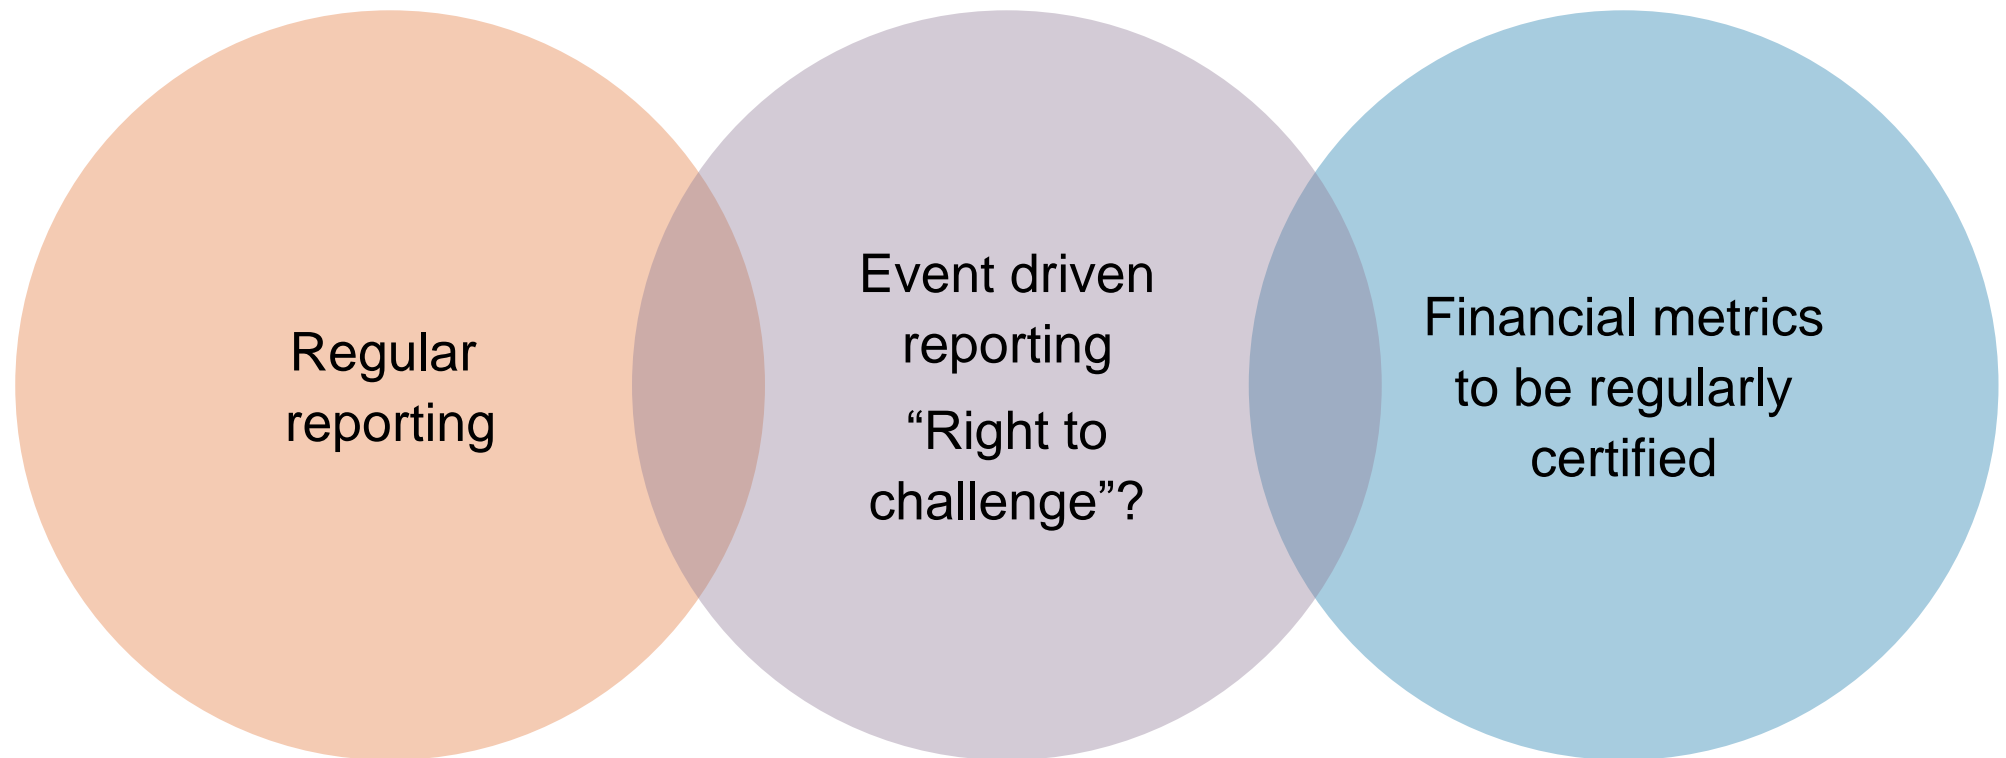 Regular
reporting
Event driven
reporting
“Right to
challenge”?
Financial metrics
to be regularly
certified